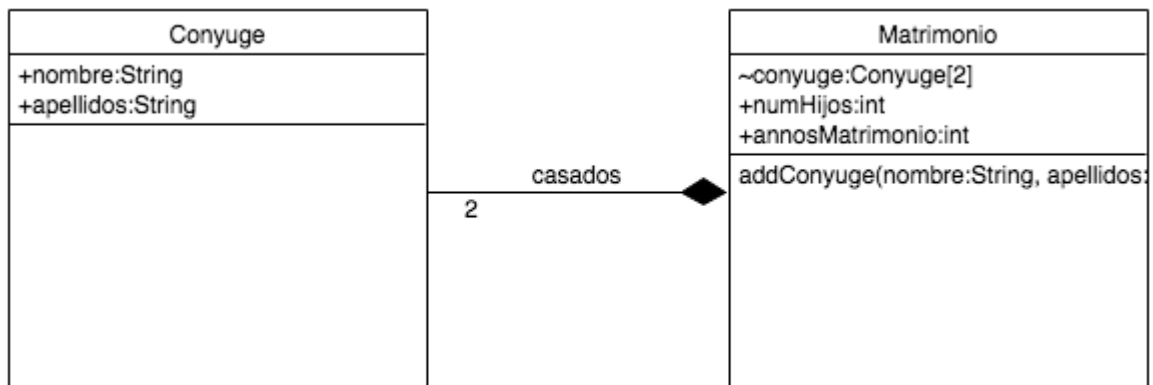 Conyuge
+nombre:String
+apellidos:String
casados
2
Matrimonio
~conyuge:Conyuge[2]
+numHijos:int
+annosMatrimonio:int
addConyuge(nombre:String, apellidos: